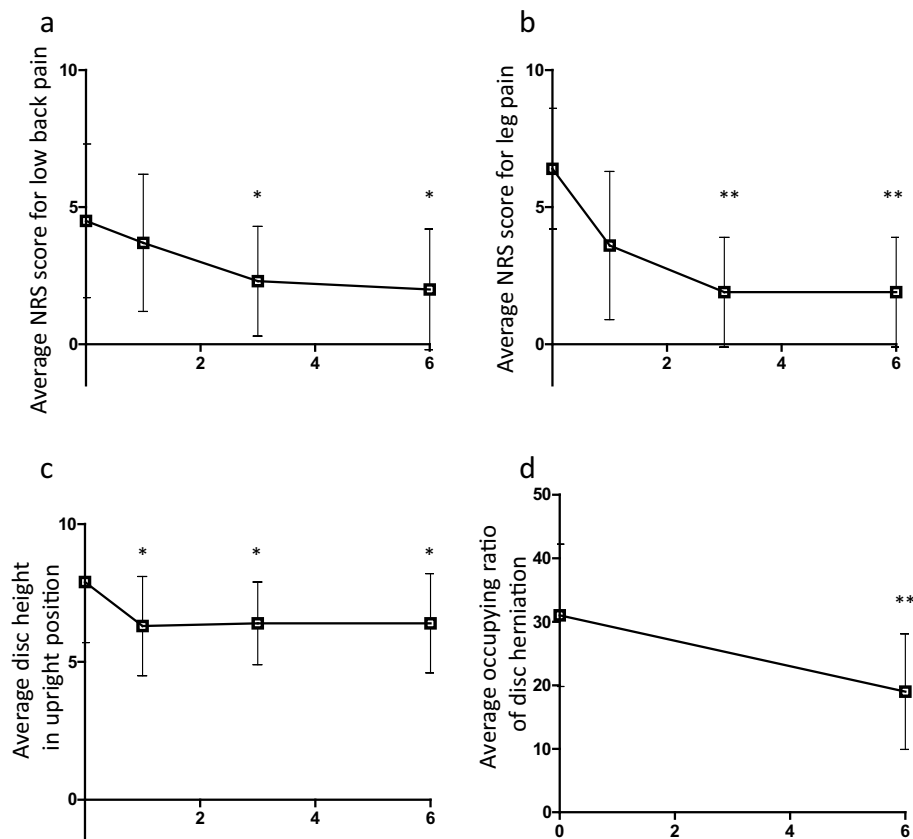 a
Average NRS score for low back pain
10
5
0
2 4 6
*
*
b
Average NRS score for leg pain
10
5
0
2 4 6
**
**
c
Average disc height
in upright position
10
5
0
2 4 6
*
*
*
d
Average occupying ratio
of disc herniation
50
40
30
20
10
0
0 2 4 6
**